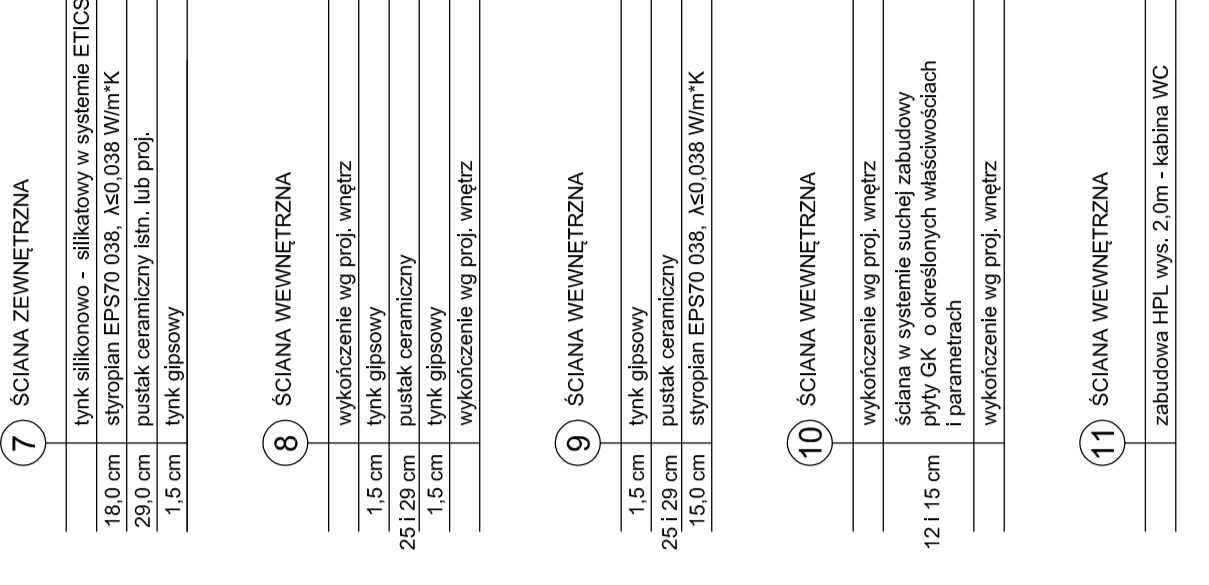 7 ŚCIANA ZEWNĘTRZNA
tynk silikonowo - silikatowy w systemie ETICS
18,0 cm styropian EPS70 038, λ≤0,038 W/m*K
29,0 cm pustak ceramiczny istn. lub proj.
1,5 cm tynk gipsowy
8 ŚCIANA WEWNĘTRZNA
wykończenie wg proj. wnętrz
1,5 cm tynk gipsowy
25 i 29 cm pustak ceramiczny
1,5 cm tynk gipsowy
wykończenie wg proj. wnętrz
9 ŚCIANA WEWNĘTRZNA
1,5 cm tynk gipsowy
25 i 29 cm pustak ceramiczny
15,0 cm styropian EPS70 038, λ≤0,038 W/m*K
10 ŚCIANA WEWNĘTRZNA
wykończenie wg proj. wnętrz
ściana w systemie suchej zabudowy
12 i 15 cm płyty GK o określonych właściwościach
i parametrach
wykończenie wg proj. wnętrz
11 ŚCIANA WEWNĘTRZNA
zabudowa HPL wys. 2,0m - kabina WC